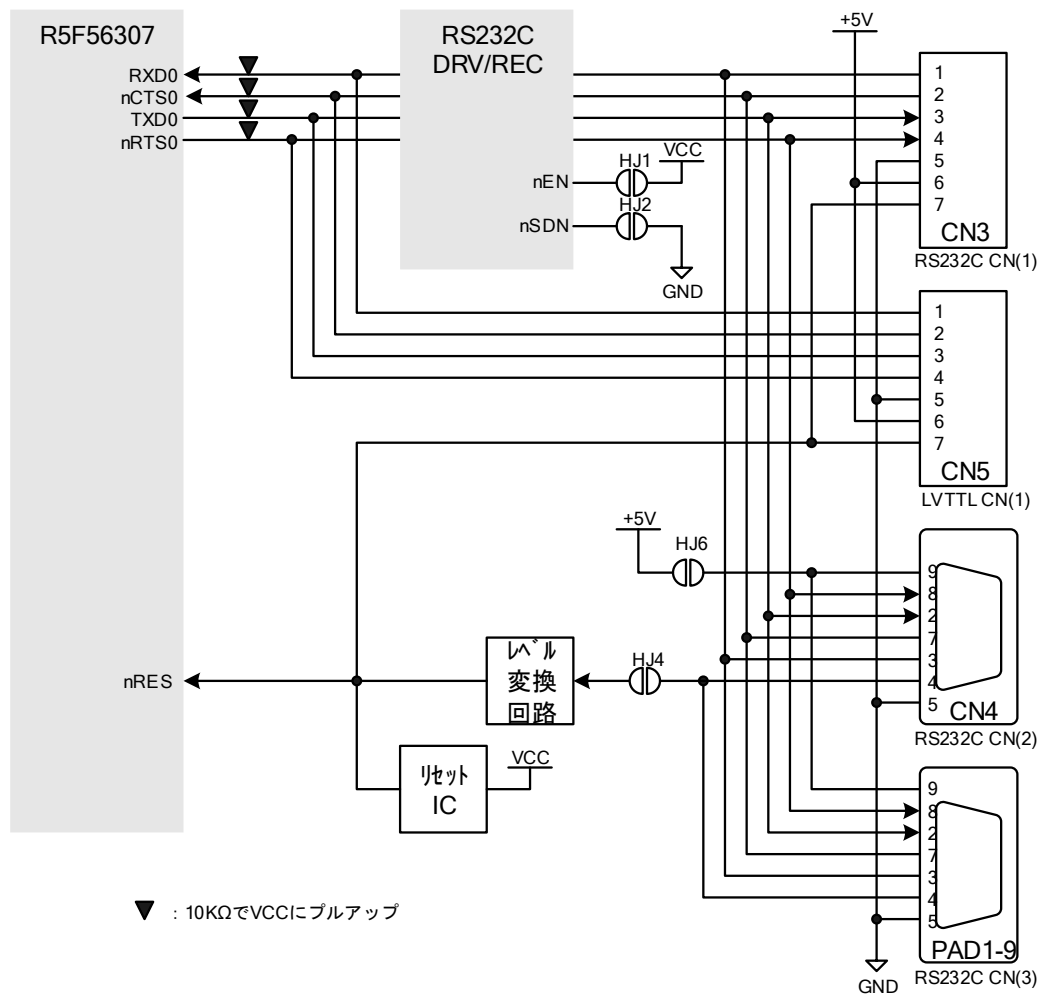 R5F56307
RXD0
nCTS0
TXD0
nRTS0
nRES
RS232C
DRV/REC
nEN
nSDN
HJ1
VCC
HJ2
GND
+5V
1
2
3
4
5
6
7
CN3
RS232C CN(1)
1
2
3
4
5
6
7
CN5
LVTTL CN(1)
+5V
HJ6
9
8
2
7
3
4
5
CN4
RS232C CN(2)
HJ4
ﾚﾍﾞﾙ
変換
回路
ﾘｾｯﾄ
IC
VCC
9
8
2
7
3
4
5
PAD1-9
RS232C CN(3)
GND
▼ : 10KΩでVCCにプルアップ